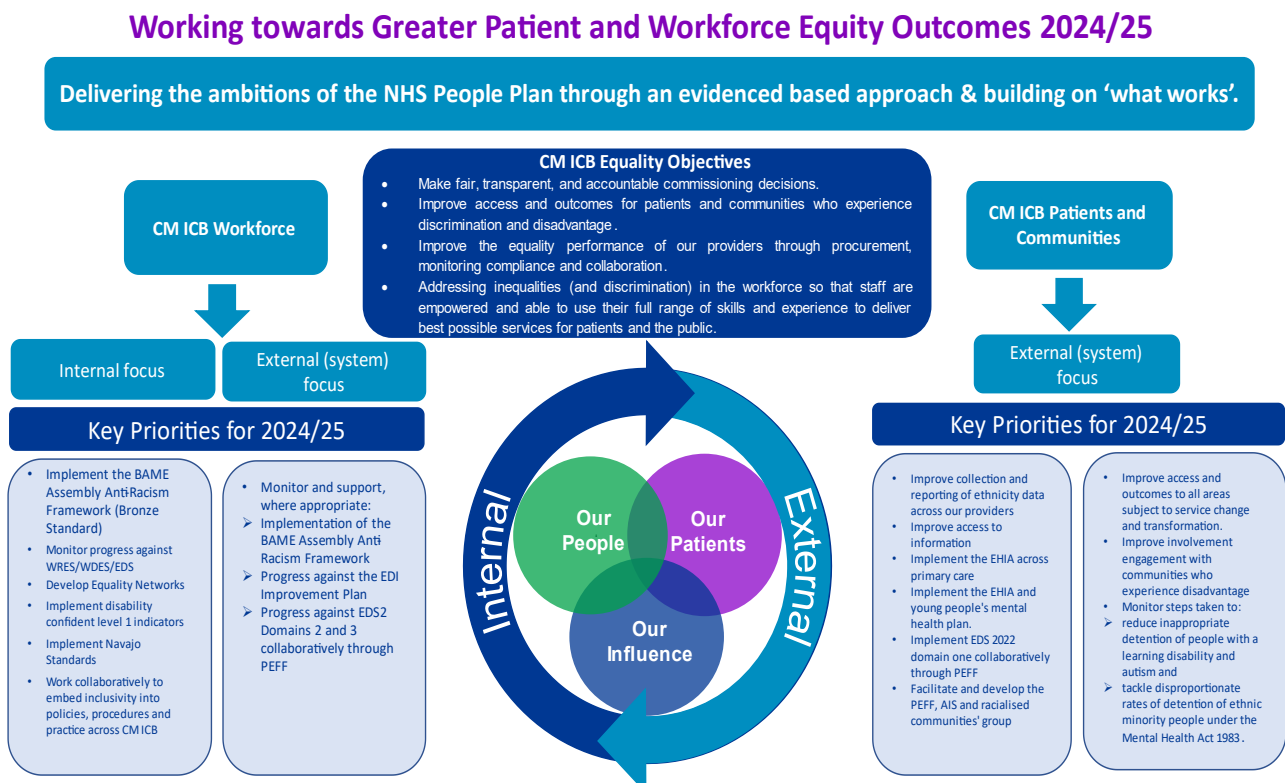 Working towards Greater Patient and Workforce Equity Outcomes 2024/25
Delivering the ambitions of the NHS People Plan through an evidenced based approach & building on ‘what works’.
CM ICB Equality Objectives
• Make fair, transparent, and accountable commissioning decisions.
• Improve access and outcomes for patients and communities who experience
discrimination and disadvantage.
• Improve the equality performance of our providers through procurement,
monitoring compliance and collaboration.
• Addressing inequalities (and discrimination) in the workforce so that staff are
empowered and able to use their full range of skills and experience to deliver
best possible services for patients and the public.
CM ICB Workforce
Internal focus
External (system)
focus
Key Priorities for 2024/25
• Implement the BAME
Assembly Anti-Racism
Framework (Bronze
Standard)
• Monitor progress against
WRES/WDES/EDS
• Develop Equality Networks
• Implement disability
confident level 1 indicators
• Implement Navajo
Standards
• Work collaboratively to
embed inclusivity into
policies, procedures and
practice across CM ICB
• Monitor and support,
where appropriate:
➢ Implementation of the
BAME Assembly Anti
Racism Framework
➢ Progress against the EDI
Improvement Plan
➢ Progress against EDS2
Domains 2 and 3
collaboratively through
PEFF
Internal
External
Our
People
Our
Patients
Our
Influence
CM ICB Patients and
Communities
External (system)
focus
Key Priorities for 2024/25
• Improve collection and
reporting of ethnicity data
across our providers
• Improve access to
information
• Implement the EHIA across
primary care
• Implement the EHIA and
young people's mental
health plan.
• Implement EDS 2022
domain one collaboratively
through PEFF
• Facilitate and develop the
PEFF, AIS and racialised
communities' group
• Improve access and
outcomes to all areas
subject to service change
and transformation.
• Improve involvement
engagement with
communities who
experience disadvantage
• Monitor steps taken to:
➢ reduce inappropriate
detention of people with a
learning disability and
autism and
➢ tackle disproportionate
rates of detention of ethnic
minority people under the
Mental Health Act 1983.